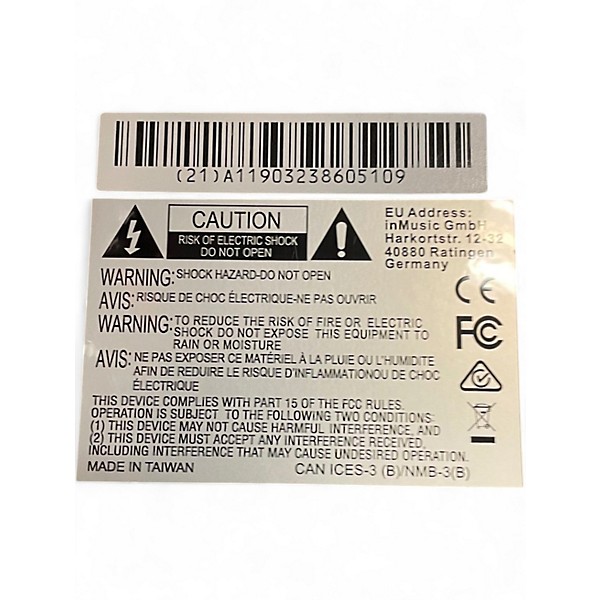 (21)A11903238605109
CAUTION
RISK OF ELECTRIC SHOCK
DO NOT OPEN
EU Address:
inMusic GmbH
Harkortstr. 12-32
40880 Ratingen
Germany
WARNING: SHOCK HAZARD-DO NOT OPEN
AVIS: RISQUE DE CHOC ÉLECTRIQUE-NE PAS OUVRIR
WARNING: TO REDUCE THE RISK OF FIRE OR ELECTRIC
SHOCK DO NOT EXPOSE THIS EQUIPMENT TO
RAIN OR MOISTURE
AVIS: NE PAS EXPOSER CE MATÉRIEL À LA PLUIE OU L'HUMIDITE
AFIN DE REDUIRE LE RISQUE D'INFLAMMATIONOU DE CHOC
ÉLECTRIQUE
CE
FC
THIS DEVICE COMPLIES WITH PART 15 OF THE FCC RULES.
OPERATION IS SUBJECT TO THE FOLLOWING TWO CONDITIONS:
(1) THIS DEVICE MAY NOT CAUSE HARMFUL INTERFERENCE, AND
(2) THIS DEVICE MUST ACCEPT ANY INTERFERENCE RECEIVED,
INCLUDING INTERFERENCE THAT MAY CAUSE UNDESIRED OPERATION.
MADE IN TAIWAN
CAN ICES-3 (B)/NMB-3(B)